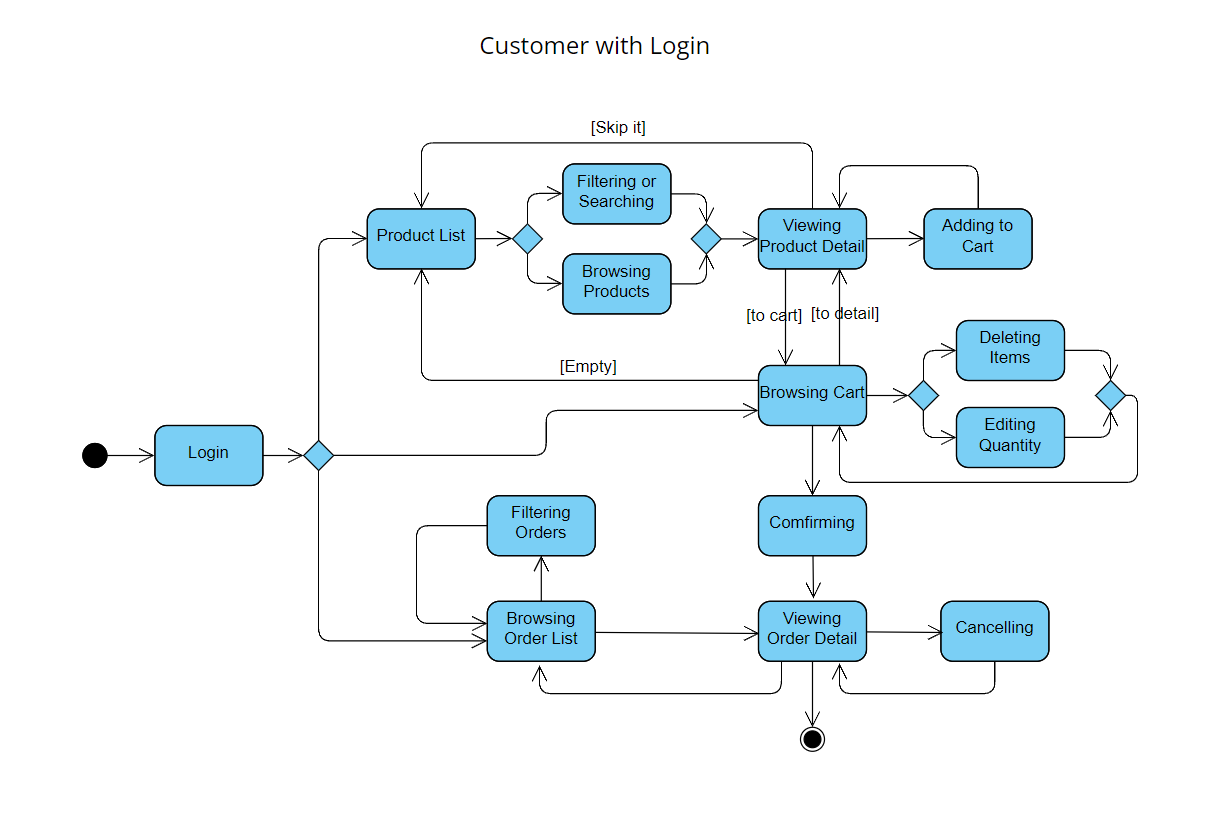 Customer with Login
[Skip it]
Filtering or
Searching
Product List
Viewing
Product Detail
Adding to
Cart
Browsing
Products
[to cart]
[to detail]
Deleting
Items
[Empty]
Browsing Cart
Editing
Quantity
Login
Filtering
Orders
Comfirming
Browsing
Order List
Viewing
Order Detail
Cancelling